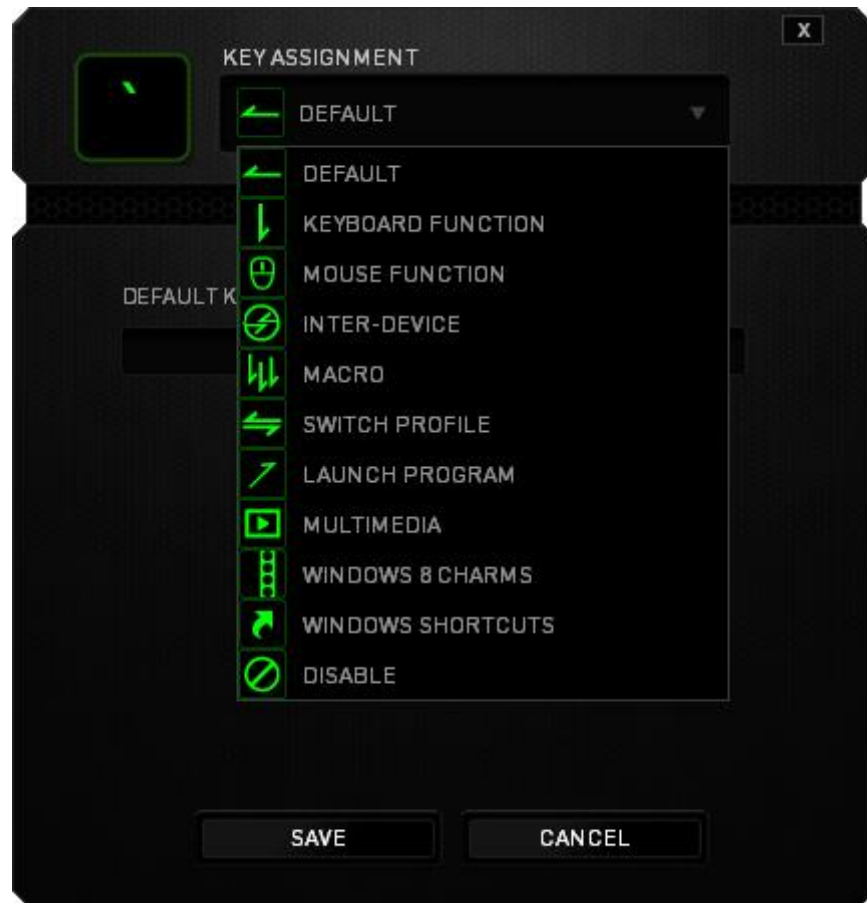 X
KEY ASSIGNMENT
`
DEFAULT
DEFAULT
KEYBOARD FUNCTION
MOUSE FUNCTION
DEFAULT K
INTER-DEVICE
MACRO
SWITCH PROFILE
LAUNCH PROGRAM
MULTIMEDIA
WINDOWS 8 CHARMS
WINDOWS SHORTCUTS
DISABLE
SAVE CANCEL